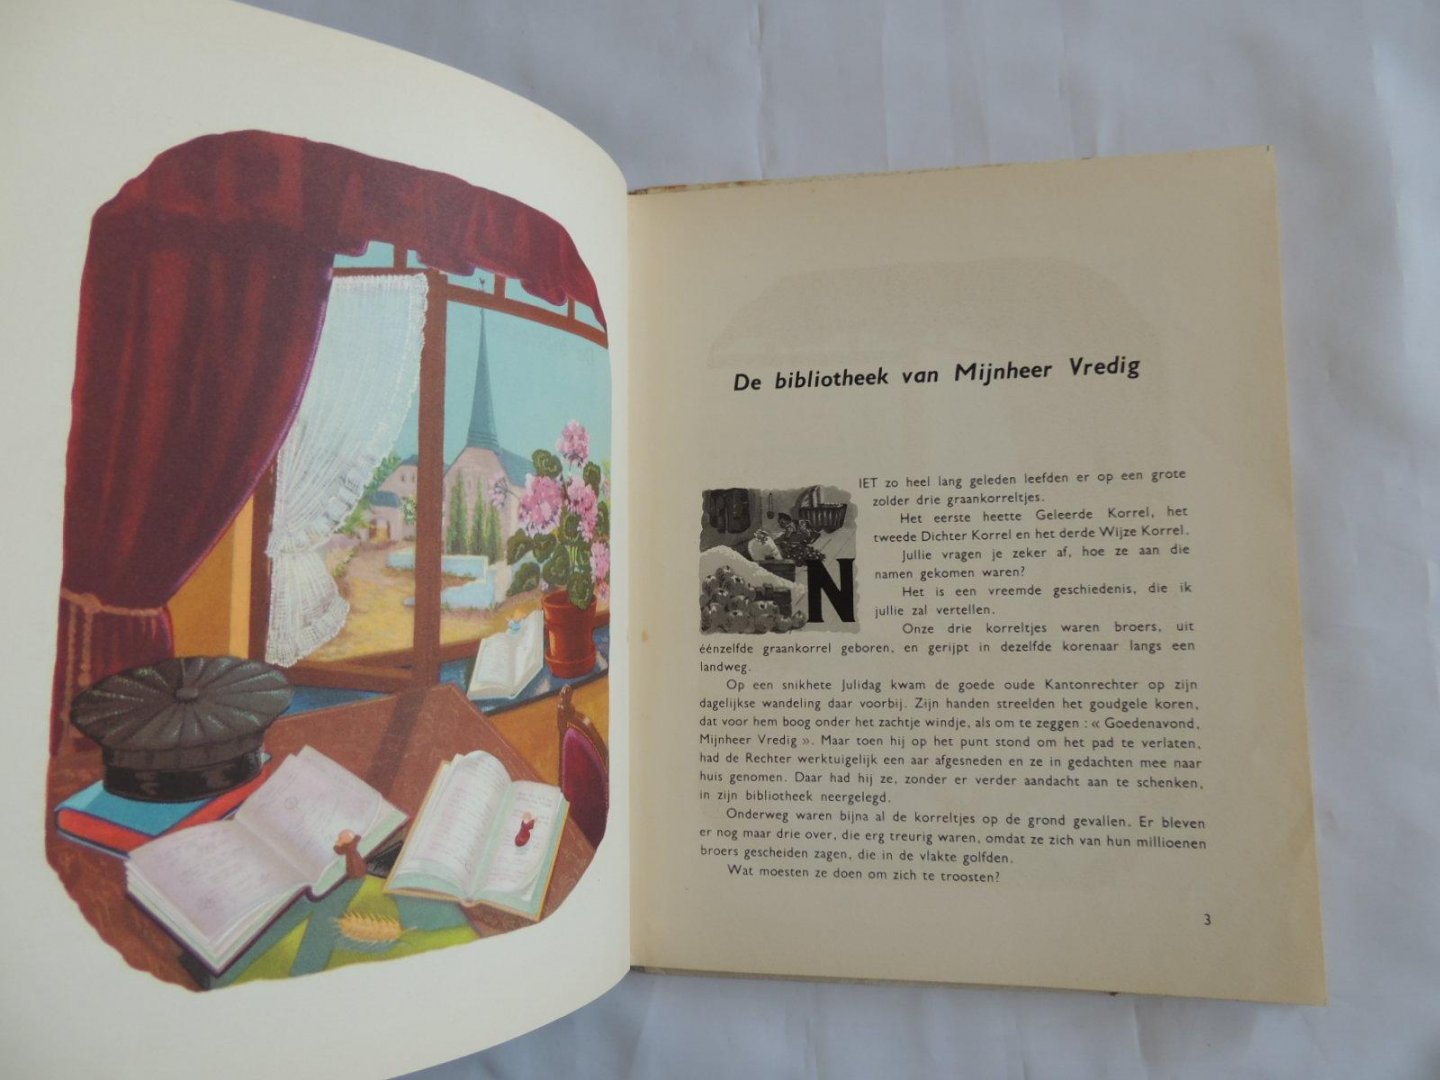 De bibliotheek van Mijnheer Vredig
NIET zo heel lang geleden leefden er op een grote
zolder drie graankorreltjes.
Het eerste heette Geleerde Korrel, het
tweede Dichter Korrel en het derde Wijze Korrel.
Jullie vragen je zeker af, hoe ze aan die
namen gekomen waren?
Het is een vreemde geschiedenis, die ik
jullie zal vertellen.
Onze drie korreltjes waren broers, uit
éénzelfde graankorrel geboren, en gerijpt in dezelfde korenaar langs een
landweg.
Op een snikhete Julidag kwam de goede oude Kantonrechter op zijn
dagelijkse wandeling daar voorbij. Zijn handen streelden het goudgele koren,
dat voor hem boog onder het zachtje windje, als om te zeggen : « Goedenavond,
Mijnheer Vredig ». Maar toen hij op het punt stond om het pad te verlaten,
had de Rechter werktuigelijk een aar afgesneden en ze in gedachten mee naar
huis genomen. Daar had hij ze, zonder er verder aandacht aan te schenken,
in zijn bibliotheek neergelegd.
Onderweg waren bijna al de korreltjes op de grond gevallen. Er bleven
er nog maar drie over, die erg treurig waren, omdat ze zich van hun millioenen
broers gescheiden zagen, die in de vlakte golfden.
Wat moesten ze doen om zich te troosten?
3